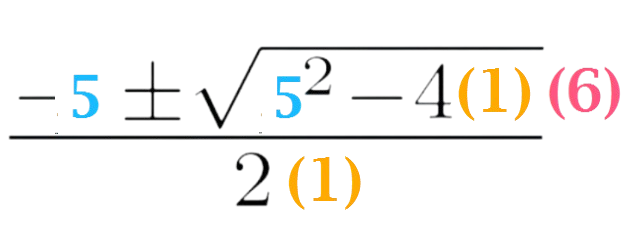 −5 ± √5² − 4(1) (6)
2 (1)